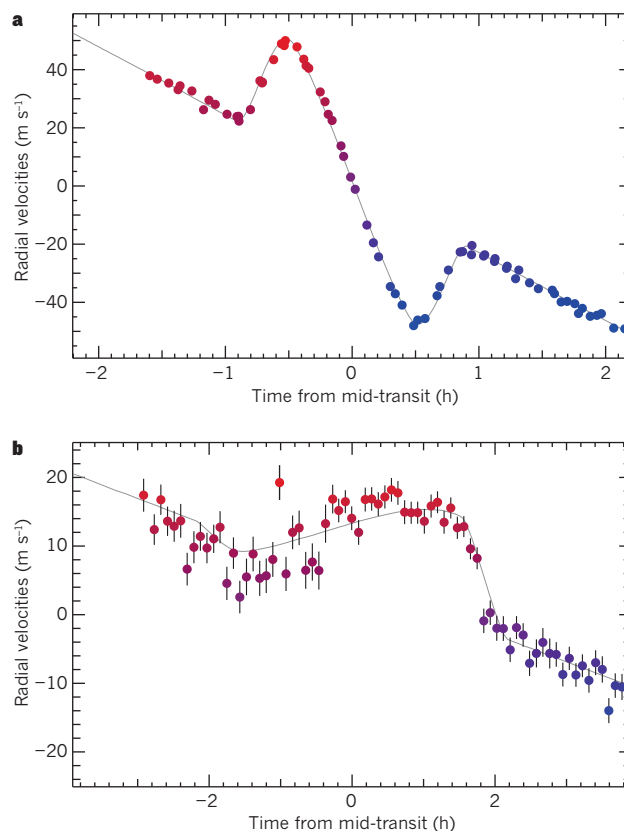 a
40
20
0
−20
−40
Radial velocities (m s⁻¹)
−2 −1 0 1 2
Time from mid-transit (h)
b
20
10
0
−10
−20
Radial velocities (m s⁻¹)
−2 0 2
Time from mid-transit (h)